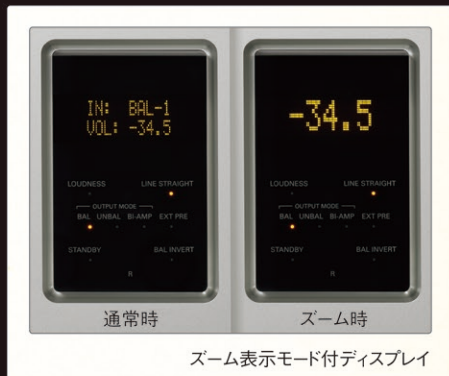 IN: BAL-1
VOL: -34.5
LOUDNESS LINE STRAIGHT
OUTPUT MODE
BAL UNBAL BI-AMP EXT PRE
STANDBY BAL INVERT
R
通常時
-34.5
LOUDNESS LINE STRAIGHT
OUTPUT MODE
BAL UNBAL BI-AMP EXT PRE
STANDBY BAL INVERT
R
ズーム時
ズーム表示モード付ディスプレイ